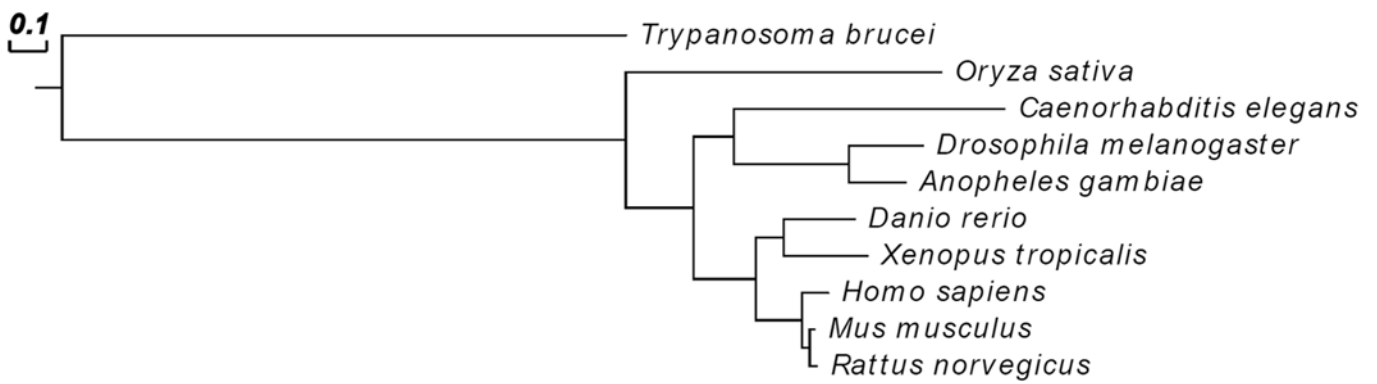 0.1
Trypanosoma brucei
Oryza sativa
Caenorhabditis elegans
Drosophila melanogaster
Anopheles gambiae
Danio rerio
Xenopus tropicalis
Homo sapiens
Mus musculus
Rattus norvegicus